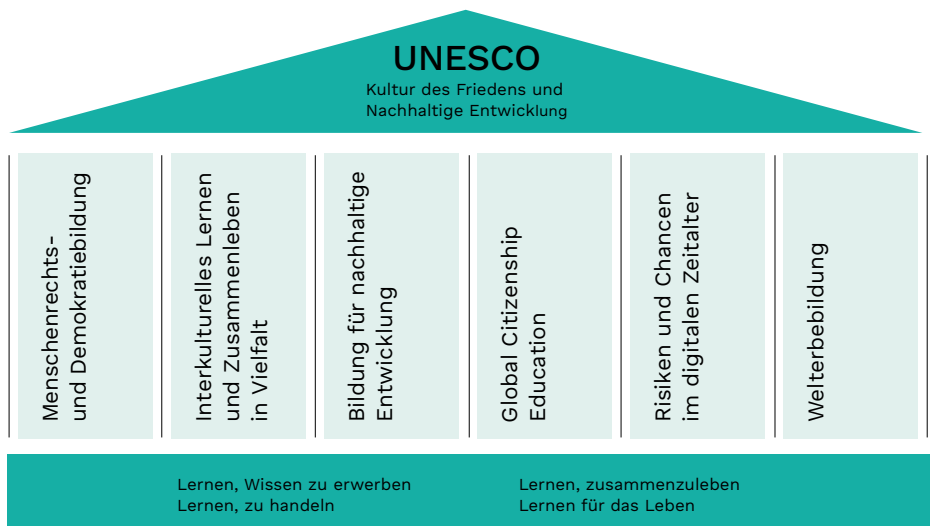 UNESCO
Kultur des Friedens und
Nachhaltige Entwicklung
Menschenrechts-
und Demokratiebildung
Interkulturelles Lernen
und Zusammenleben
in Vielfalt
Bildung für nachhaltige
Entwicklung
Global Citizenship
Education
Risiken und Chancen
im digitalen Zeitalter
Welterbebildung
Lernen, Wissen zu erwerben
Lernen, zu handeln
Lernen, zusammenzuleben
Lernen für das Leben